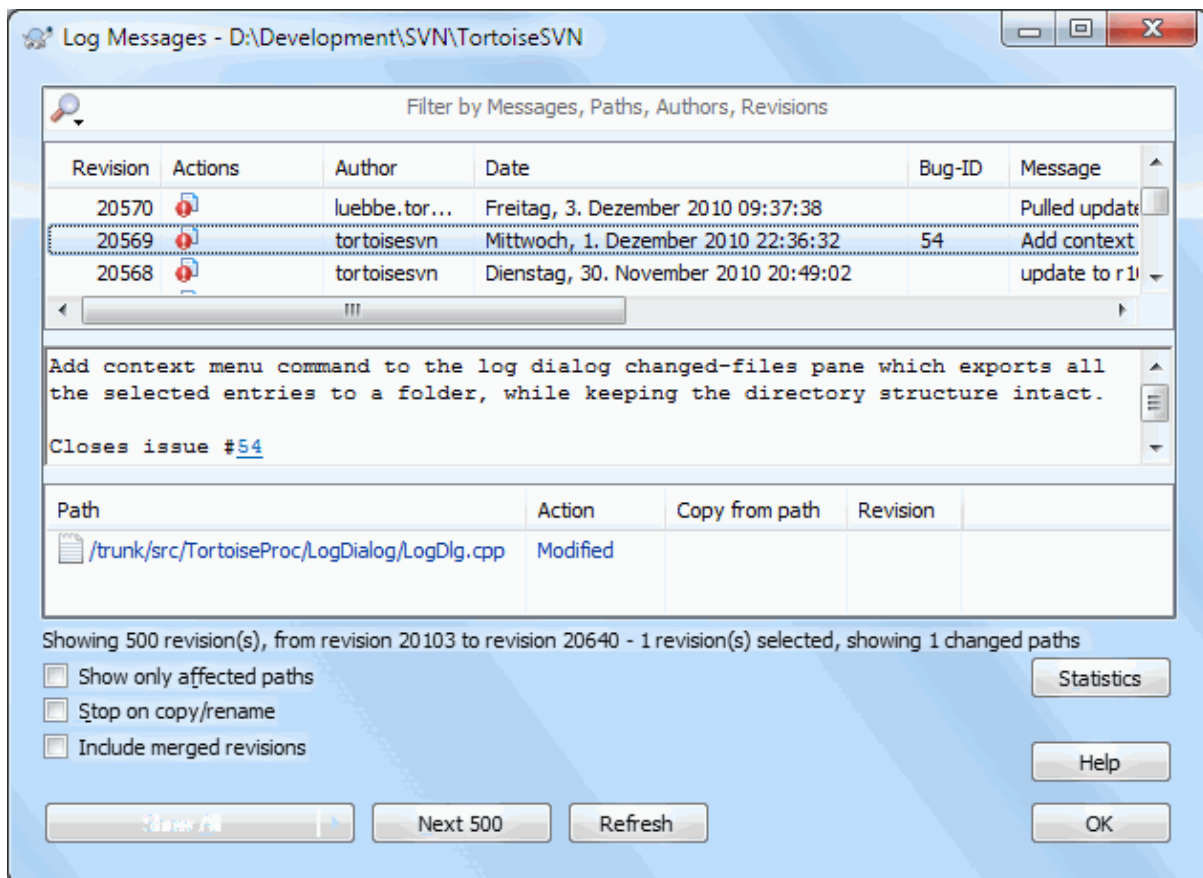 Log Messages - D:\Development\SVN\TortoiseSVN
Filter by Messages, Paths, Authors, Revisions
Revision Actions Author Date Bug-ID Message
20570 luebbe.tor... Freitag, 3. Dezember 2010 09:37:38 Pulled update
20569 tortoisesvn Mittwoch, 1. Dezember 2010 22:36:32 54 Add context
20568 tortoisesvn Dienstag, 30. November 2010 20:49:02 update to
Add context menu command to the log dialog changed-files pane which exports all
the selected entries to a folder, while keeping the directory structure intact.
Closes issue #54
Path Action Copy from path Revision
/trunk/src/TortoiseProc/LogDialog/LogDlg.cpp Modified
Showing 500 revision(s), from revision 20103 to revision 20640 - 1 revision(s) selected, showing 1 changed paths
Show only affected paths
Statistics
Stop on copy/rename
Include merged revisions
Help
Next 500 Refresh OK